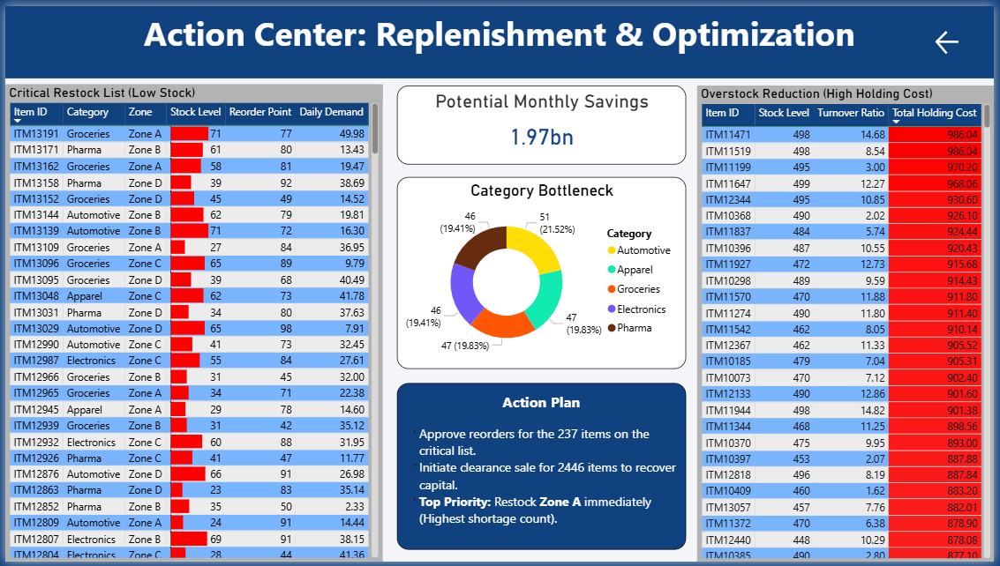 Action Center: Replenishment & Optimization
Critical Restock List (Low Stock)
Item ID Category Zone Stock Level Reorder Point Daily Demand
ITM13191 Groceries Zone A 71 77 49.98
ITM13171 Pharma Zone B 61 80 13.43
ITM13162 Groceries Zone A 58 81 19.47
ITM13158 Pharma Zone D 39 92 38.69
ITM13152 Groceries Zone D 45 49 14.52
ITM13144 Automotive Zone B 62 79 19.81
ITM13139 Automotive Zone B 71 72 16.30
ITM13109 Groceries Zone A 27 84 36.95
ITM13096 Groceries Zone C 65 89 9.79
ITM13095 Groceries Zone D 39 68 40.49
ITM13048 Apparel Zone C 62 73 41.78
ITM13031 Pharma Zone D 34 80 37.63
ITM13029 Automotive Zone D 65 98 7.91
ITM12990 Automotive Zone C 41 73 32.45
ITM12987 Electronics Zone C 55 84 27.61
ITM12966 Groceries Zone B 31 45 32.00
ITM12965 Groceries Zone A 34 71 22.38
ITM12945 Apparel Zone A 29 78 14.60
ITM12939 Groceries Zone B 31 42 35.12
ITM12932 Electronics Zone C 60 88 31.95
ITM12926 Pharma Zone C 41 47 11.77
ITM12876 Automotive Zone D 66 91 26.98
ITM12863 Pharma Zone D 23 83 35.14
ITM12852 Pharma Zone B 35 50 2.33
ITM12809 Automotive Zone A 24 91 14.44
ITM12807 Electronics Zone B 69 91 38.15
ITM12804 Electronics Zone C 28 44 41.36
Potential Monthly Savings
1.97bn
Category Bottleneck
46
(19.41%)
51
(21.52%)
46
(19.41%)
47
(19.83%)
47 (19.83%)
Category
Automotive
Apparel
Groceries
Electronics
Pharma
Action Plan
Approve reorders for the 237 items on the
critical list.
Initiate clearance sale for 2446 items to recover
capital.
Top Priority: Restock Zone A immediately
(Highest shortage count).
Overstock Reduction (High Holding Cost)
Item ID Stock Level Turnover Ratio Total Holding Cost
ITM11471 498 14.68 986.04
ITM11519 498 8.54 986.04
ITM11199 495 3.00 970.20
ITM11647 499 12.27 968.06
ITM12344 495 10.85 930.60
ITM10368 490 2.02 926.10
ITM11837 484 5.74 924.44
ITM10396 487 10.55 920.43
ITM11927 472 12.73 915.68
ITM10298 489 9.59 914.43
ITM11570 470 11.88 911.80
ITM11274 490 11.80 911.40
ITM11542 462 8.05 910.14
ITM12367 462 11.33 905.52
ITM10185 479 7.04 905.31
ITM10073 470 7.12 902.40
ITM12133 490 12.86 901.60
ITM11944 498 14.82 901.38
ITM11344 468 11.25 898.56
ITM10370 475 9.95 893.00
ITM10397 453 2.07 887.88
ITM12818 496 8.19 887.84
ITM10409 460 1.62 883.20
ITM13057 457 7.76 882.01
ITM11372 470 6.38 878.90
ITM12440 448 10.29 878.08
ITM10385 490 2.80 877.10